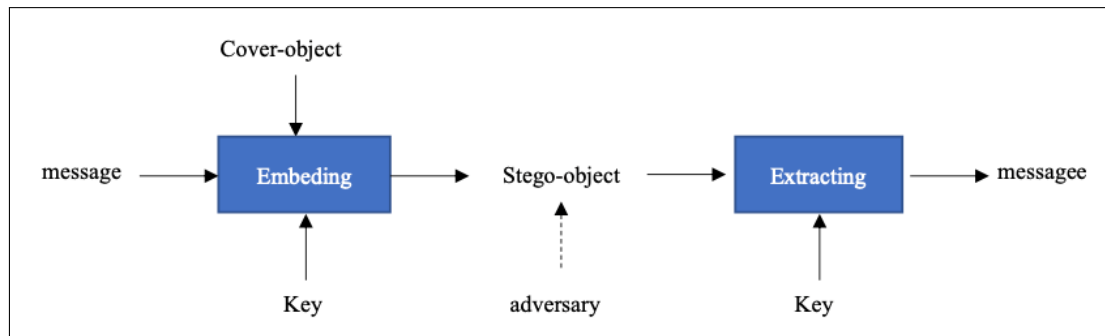 Cover-object
message
Embeding
Stego-object
Extracting
messagee
Key
adversary
Key